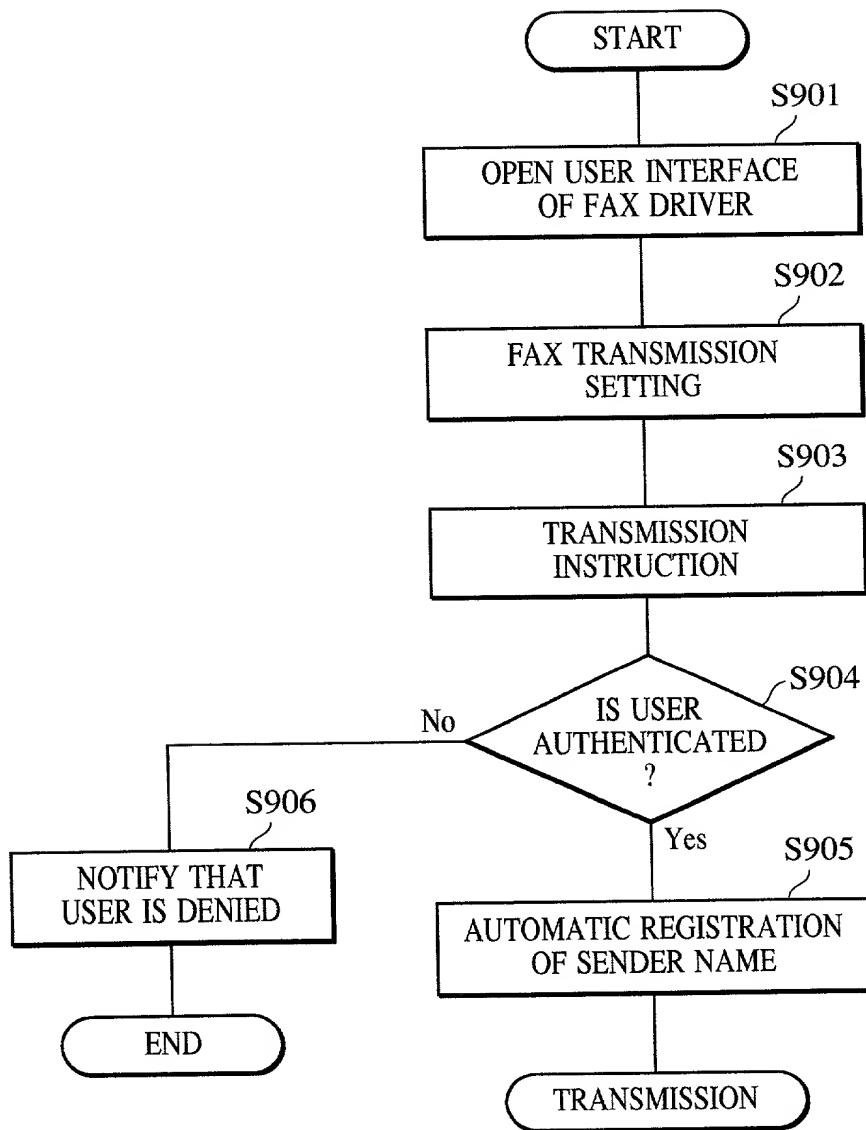 START
S901
OPEN USER INTERFACE
OF FAX DRIVER
S902
FAX TRANSMISSION
SETTING
S903
TRANSMISSION
INSTRUCTION
S904
IS USER
AUTHENTICATED
?
No
Yes
S906
NOTIFY THAT
USER IS DENIED
END
S905
AUTOMATIC REGISTRATION
OF SENDER NAME
TRANSMISSION